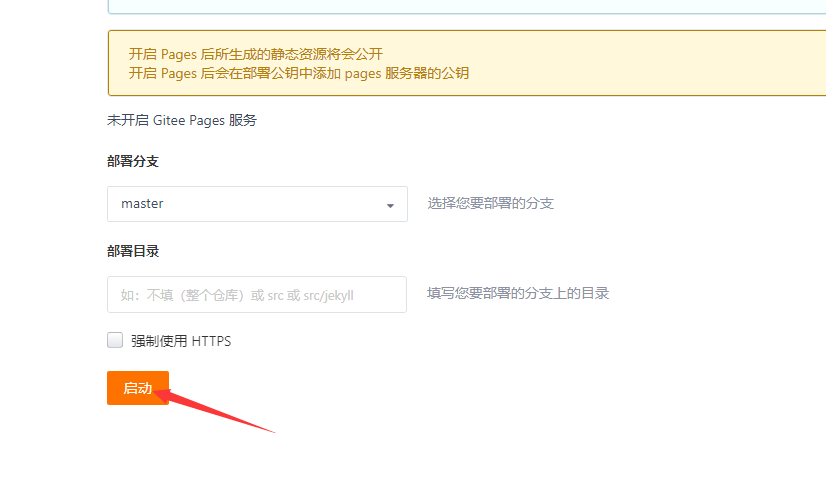 开启 Pages 后所生成的静态资源将会公开
开启 Pages 后会在部署公钥中添加 pages 服务器的公钥
未开启 Gitee Pages 服务
部署分支
master 选择您要部署的分支
部署目录
如：不填（整个仓库）或 src 或 src/jekyll 填写您要部署的分支上的目录
强制使用 HTTPS
启动